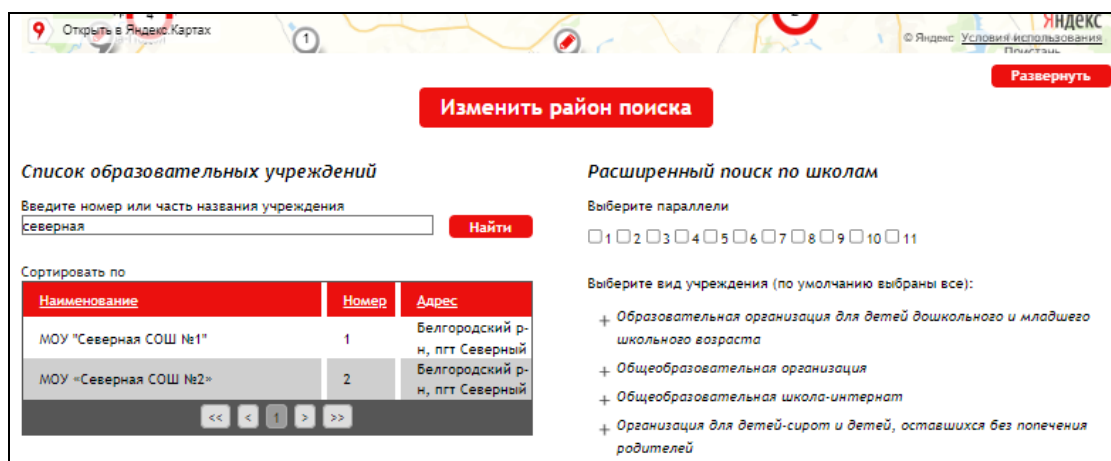 4
2
Открыть в Яндекс.Картах
1
Яндекс
© Яндекс Условия использования
Пристань
Развернуть
Изменить район поиска
Список образовательных учреждений
Введите номер или часть названия учреждения
северная
Найти
Сортировать по
Наименование Номер Адрес
МОУ "Северная СОШ №1" 1 Белгородский р-
н, пгт Северный
МОУ «Северная СОШ №2» 2 Белгородский р-
н, пгт Северный
<< < 1 > >>
Расширенный поиск по школам
Выберите параллели
1 2 3 4 5 6 7 8 9 10 11
Выберите вид учреждения (по умолчанию выбраны все):
+ Образовательная организация для детей дошкольного и младшего
школьного возраста
+ Общеобразовательная организация
+ Общеобразовательная школа-интернат
+ Организация для детей-сирот и детей, оставшихся без попечения
родителей